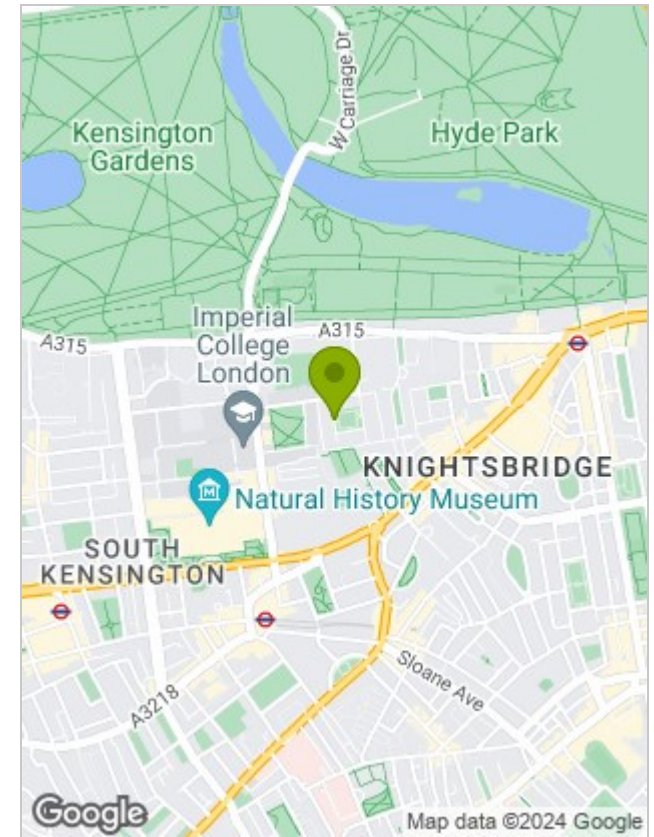 W Carriage Dr
Kensington
Gardens
Hyde Park
Imperial
College
London
A315
A315
KNIGHTSBRIDGE
Natural History Museum
SOUTH
KENSINGTON
Sloane Ave
A3218
Google
Map data ©2024 Google